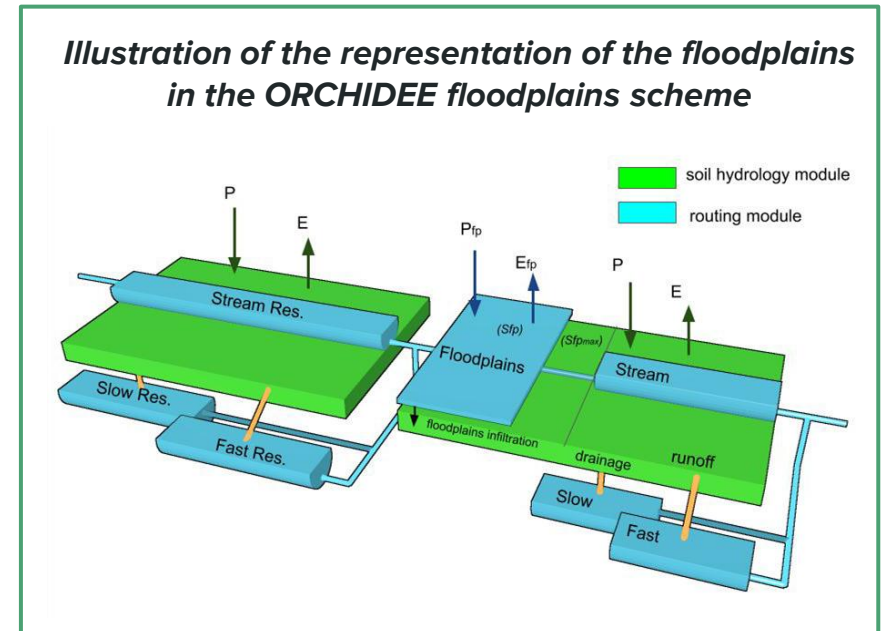 Illustration of the representation of the floodplains
in the ORCHIDEE floodplains scheme
soil hydrology module
routing module
P
E
Pfp
Efp
P
E
Stream Res.
(Sfp)
(Sfpmax)
Floodplains
Stream
Slow Res.
Fast Res.
floodplains infiltration
drainage
runoff
Slow
Fast